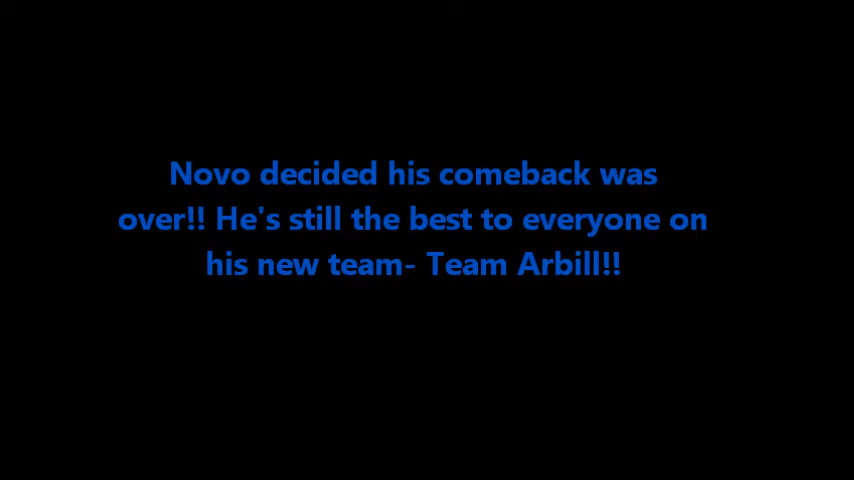 Novo decided his comeback was
over!! He's still the best to everyone on
his new team- Team Arbill!!